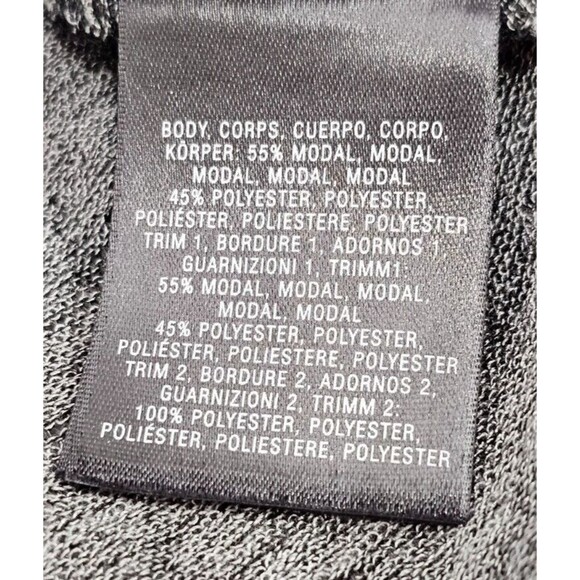 BODY, CORPS, CUERPO, CORPO,
KÖRPER: 55% MODAL, MODAL,
MODAL, MODAL, MODAL
45% POLYESTER, POLYESTER,
POLIÉSTER, POLIESTERE, POLYESTER
TRIM 1, BORDURE 1, ADORNOS 1,
GUARNIZIONI 1, TRIMM1:
55% MODAL, MODAL, MODAL,
MODAL, MODAL
45% POLYESTER, POLYESTER,
POLIÉSTER, POLIESTERE, POLYESTER
TRIM 2, BORDURE 2, ADORNOS 2,
GUARNIZIONI 2, TRIMM 2:
100% POLYESTER, POLYESTER,
POLIÉSTER, POLIESTERE, POLYESTER